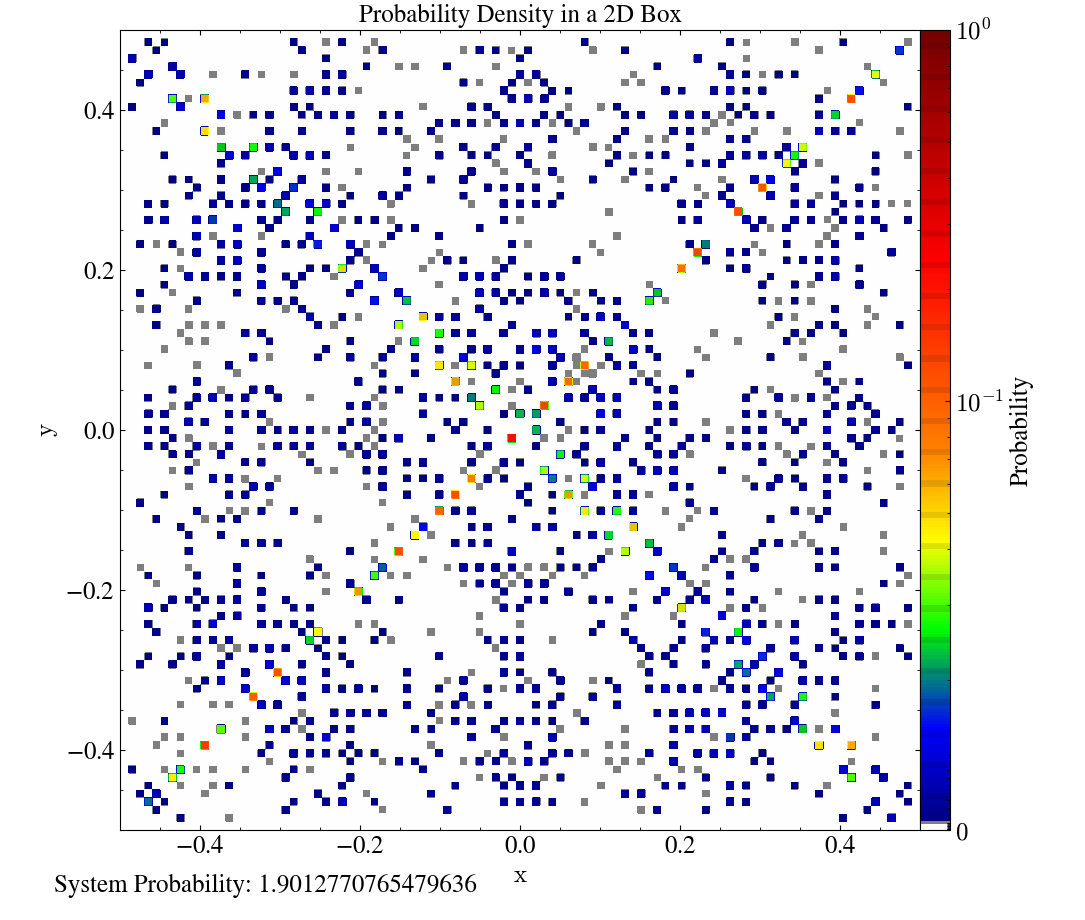 Probability Density in a 2D Box
10⁰
0.4
0.2
y
0.0
10⁻¹
Probability
−0.2
−0.4
0
−0.4 −0.2 0.0 0.2 0.4
x
System Probability: 1.9012770765479636